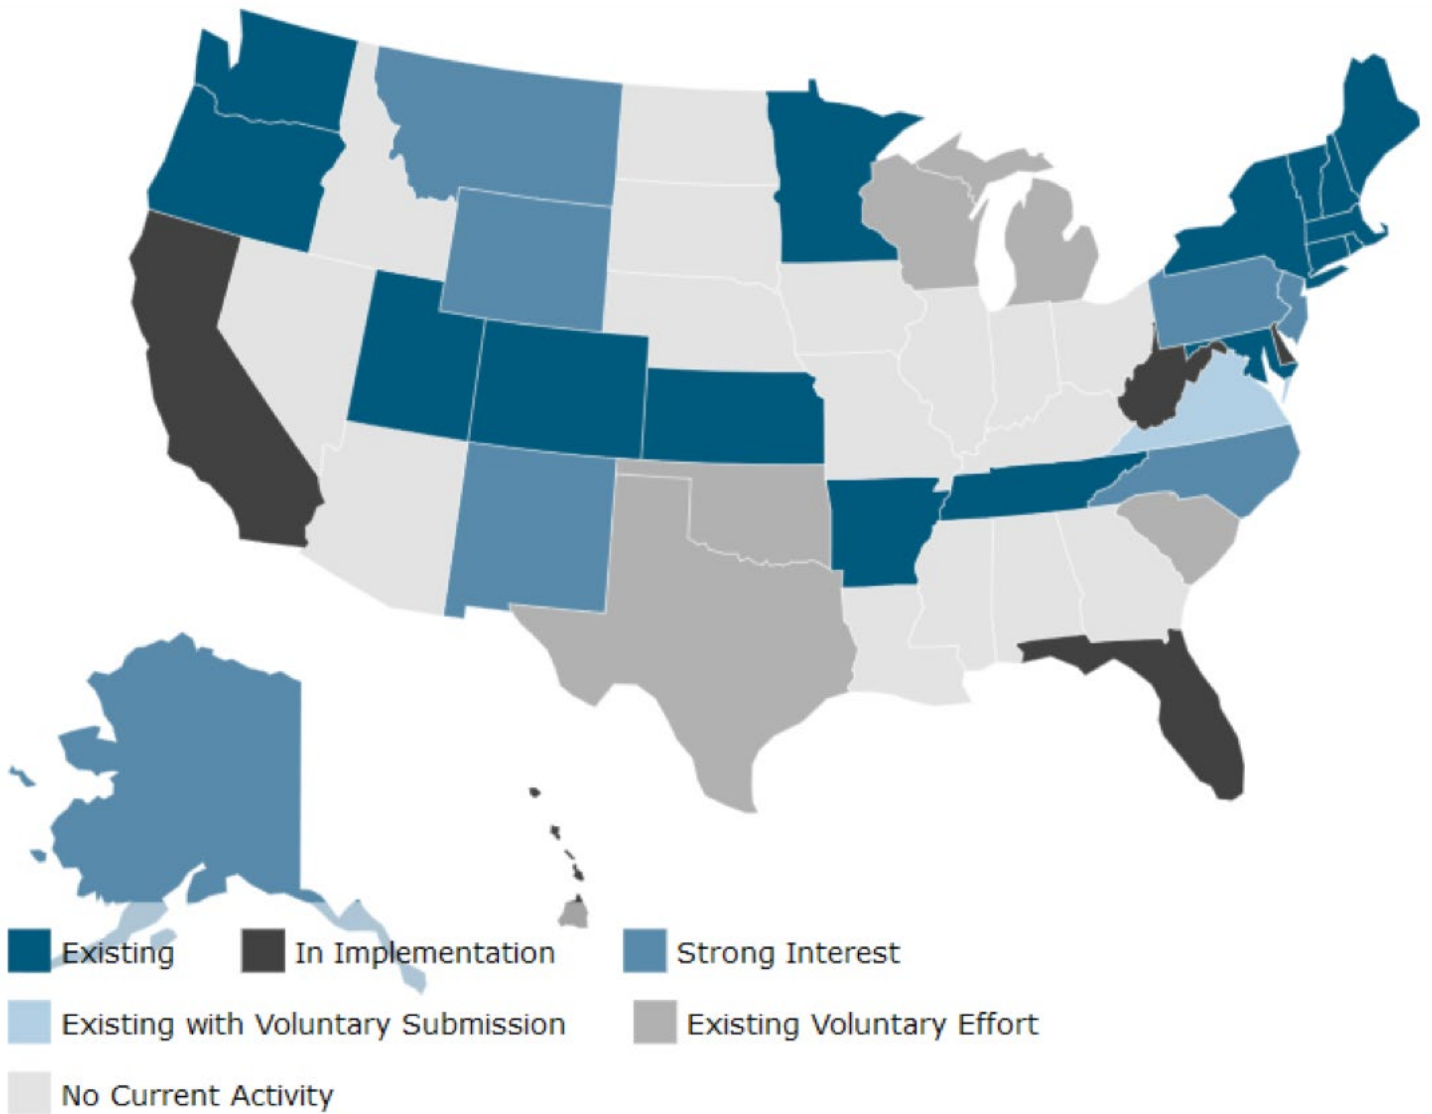 Existing In Implementation Strong Interest
Existing with Voluntary Submission Existing Voluntary Effort
No Current Activity